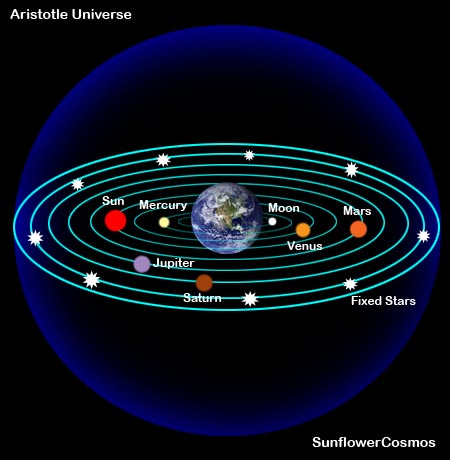 Aristotle Universe
Sun
Mercury
Moon
Mars
Venus
Jupiter
Saturn
Fixed Stars
SunflowerCosmos